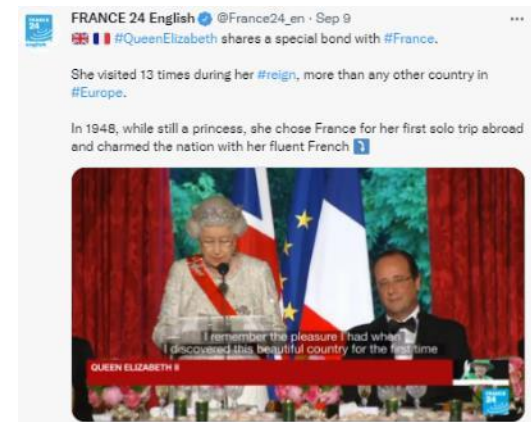 FRANCE 24 English @France24_en · Sep 9
#QueenElizabeth shares a special bond with #France.
She visited 13 times during her #reign, more than any other country in
#Europe.
In 1948, while still a princess, she chose France for her first solo trip abroad
and charmed the nation with her fluent French
I remember the pleasure I had when
I discovered this beautiful country for the first time
QUEEN ELIZABETH II
FRANCE
24